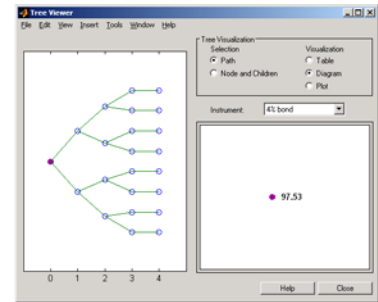 Tree Viewer
File Edit View Insert Tools Window Help
Tree Visualization
Selection Visualization
Path Table
Node and Children Diagram
Plot
Instrument: 4% bond
97.53
0 1 2 3 4
Help Close